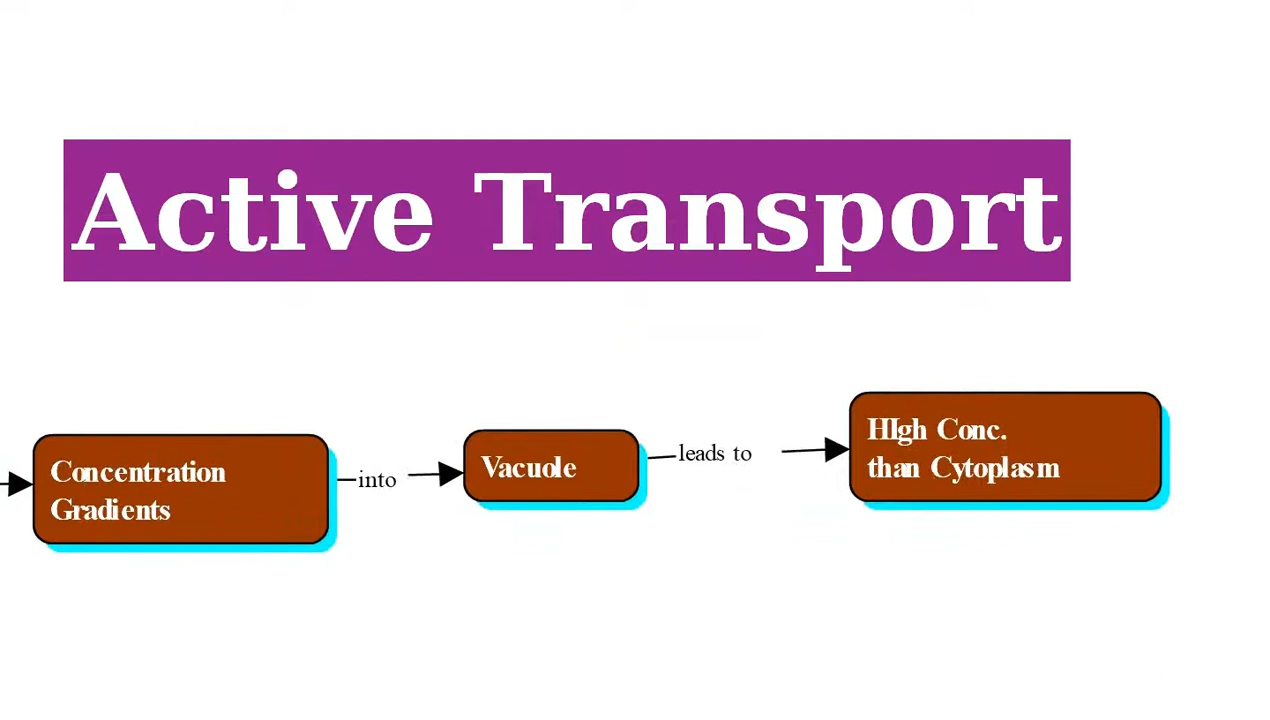 Active Transport
Concentration
Gradients
into
Vacuole
leads to
HIgh Conc.
than Cytoplasm